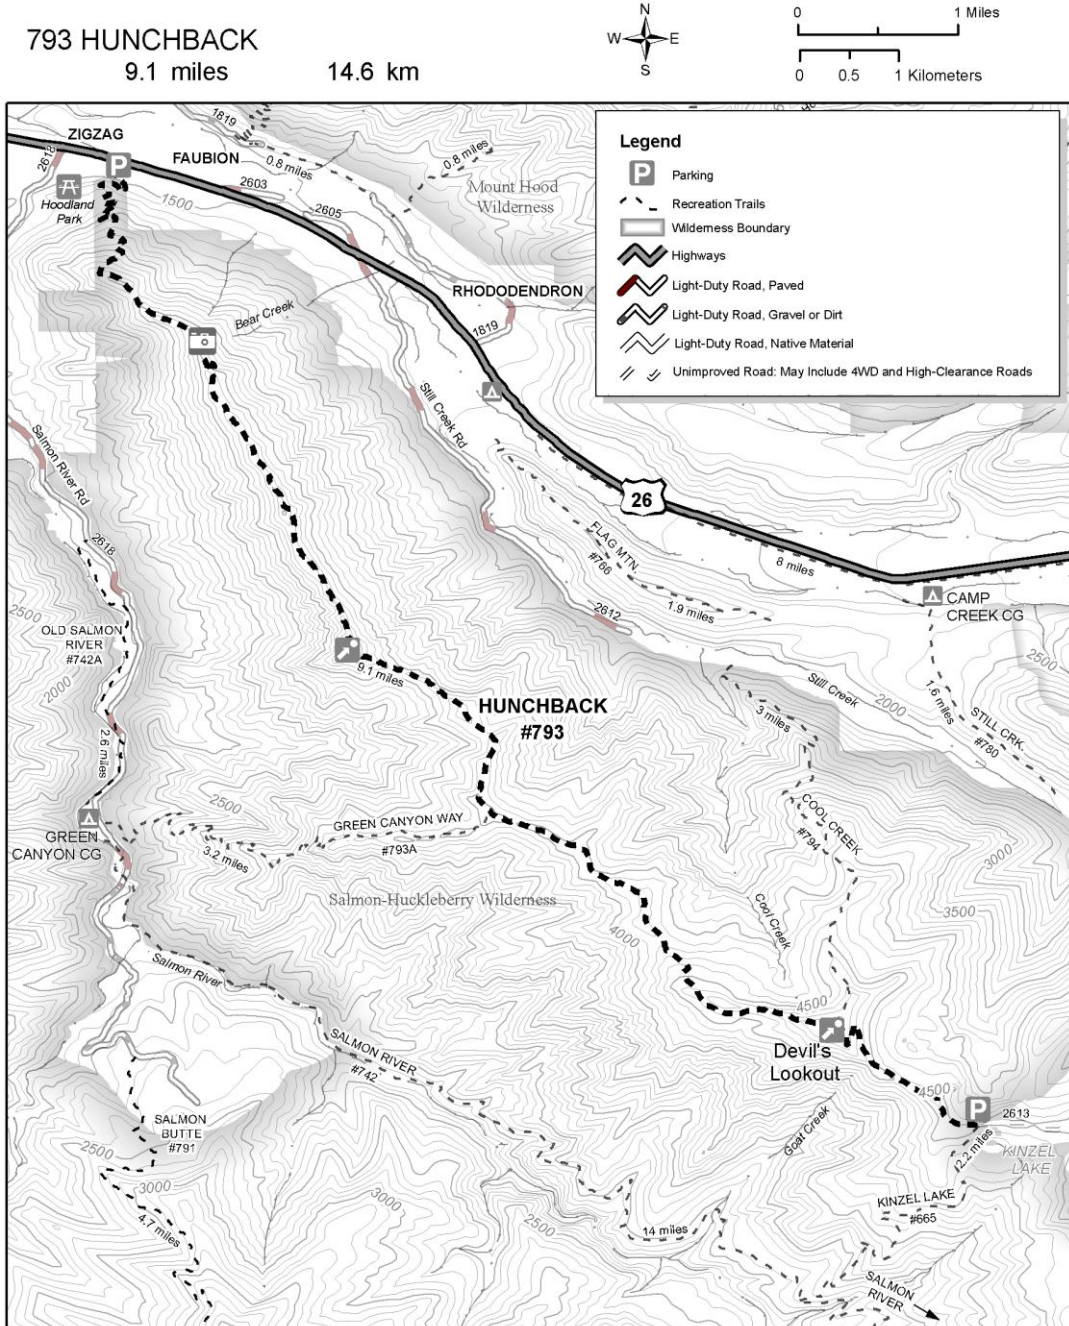 793 HUNCHBACK
9.1 miles 14.6 km
N
W E
S
0 1 Miles
0 0.5 1 Kilometers
Legend
P Parking
Recreation Trails
Wilderness Boundary
Highways
Light-Duty Road, Paved
Light-Duty Road, Gravel or Dirt
Light-Duty Road, Native Material
Unimproved Road: May Include 4WD and High-Clearance Roads
ZIGZAG
2618
P
FAUBION
1819
0.8 miles
0.8 miles
Mount Hood
Wilderness
Hoodland
Park
1500
2603
2605
RHODODENDRON
1819
Bear Creek
Still Creek Rd
Salmon River Rd
2618
26
FLAG MTN.
#766
1.9 miles
8 miles
2612
CAMP
CREEK CG
2500
2500
OLD SALMON
RIVER
#742A
2000
2.6 miles
9.1 miles
HUNCHBACK
#793
Still Creek
2000
3 miles
1.6 miles
STILL CRK.
#780
2500
GREEN CANYON WAY
#793A
3.2 miles
GREEN
CANYON CG
COOL CREEK
#794
3000
Salmon-Huckleberry Wilderness
Cool Creek
3500
4000
Salmon River
4500
SALMON RIVER
#742
Devil's
Lookout
4500
P
2613
SALMON
BUTTE
#791
2500
Goat Creek
2.2 miles
KINZEL
LAKE
3000
3000
KINZEL LAKE
#665
4.7 miles
2500
14 miles
SALMON
RIVER